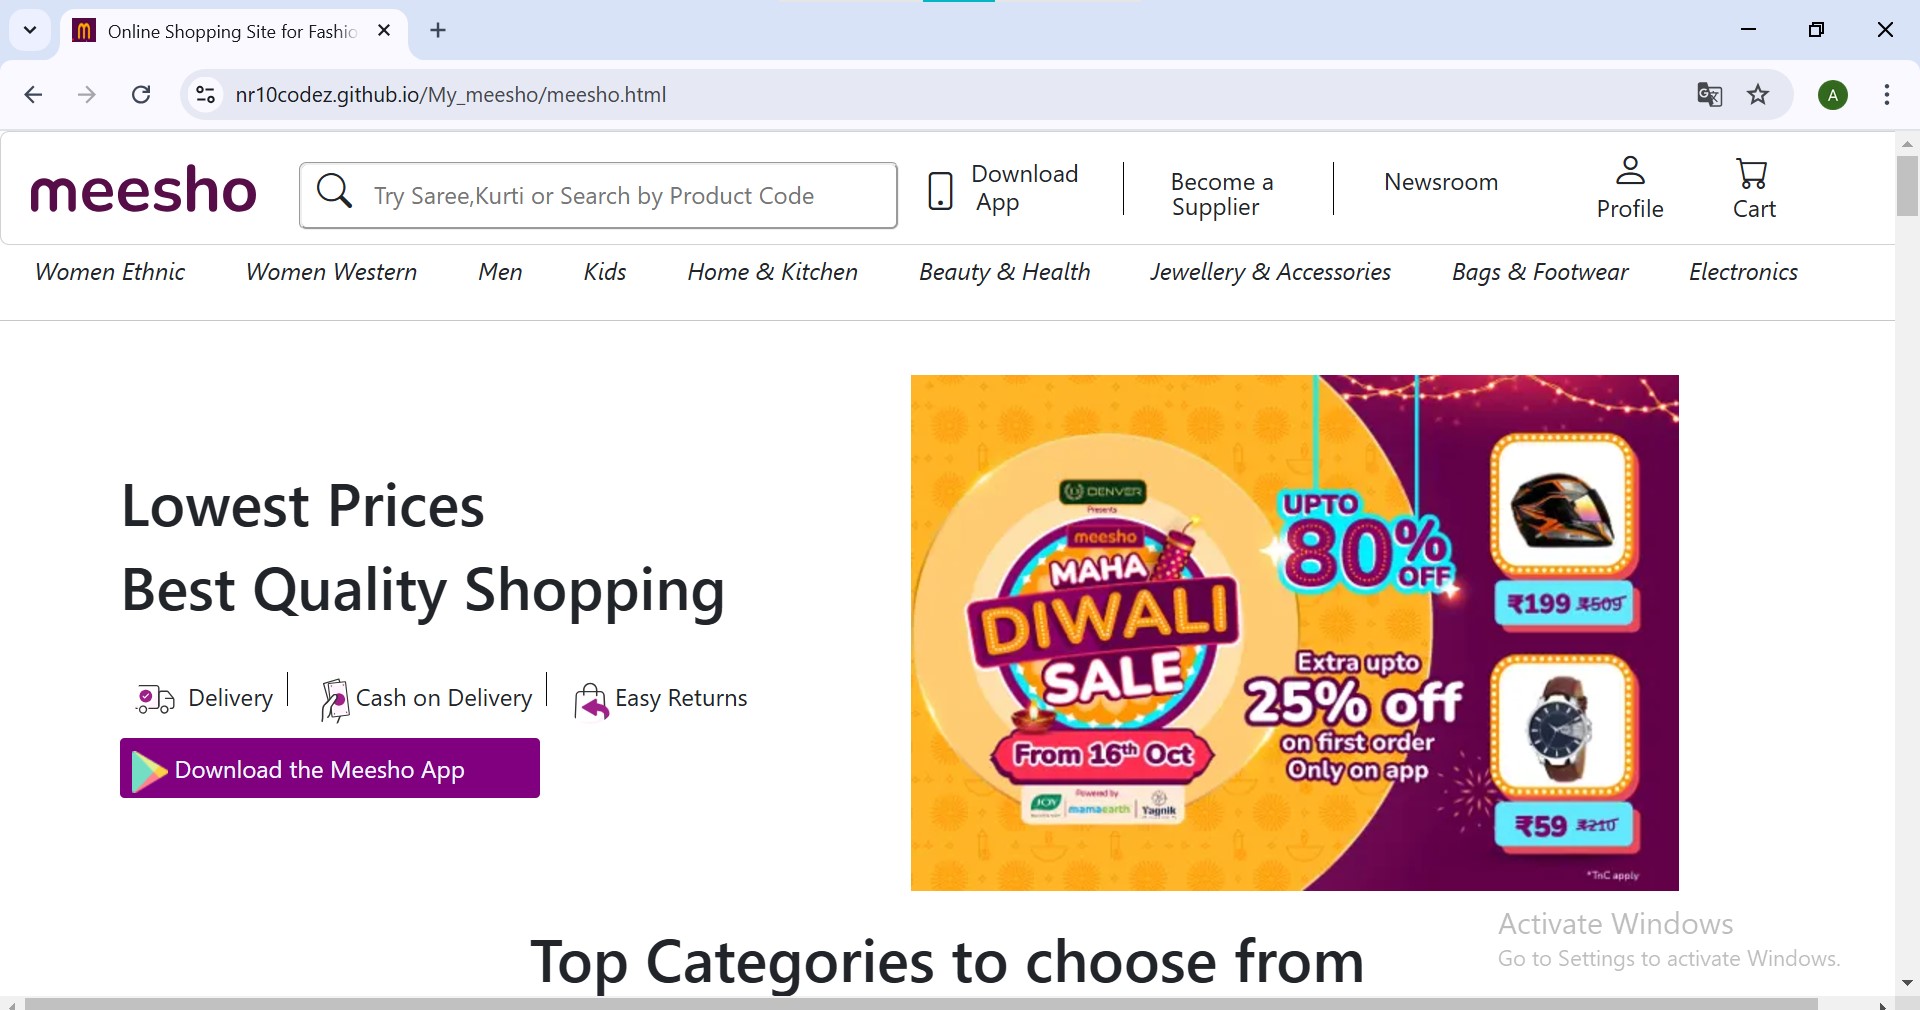 Online Shopping Site for Fashio
nr10codez.github.io/My_meesho/meesho.html
A
meesho
Try Saree,Kurti or Search by Product Code
Download
App
Become a
Supplier
Newsroom
Profile
Cart
Women Ethnic
Women Western
Men
Kids
Home & Kitchen
Beauty & Health
Jewellery & Accessories
Bags & Footwear
Electronics
Lowest Prices
Best Quality Shopping
Delivery
Cash on Delivery
Easy Returns
Download the Meesho App
DENVER
Presents
meesho
MAHA
DIWALI
SALE
From 16th Oct
Powered by
JOY
mamaearth
Yagnik
UPTO
80%
OFF
Extra upto
25% off
on first order
Only on app
₹199 ₹509
₹59 ₹210
*TnC apply
Top Categories to choose from
Activate Windows
Go to Settings to activate Windows.